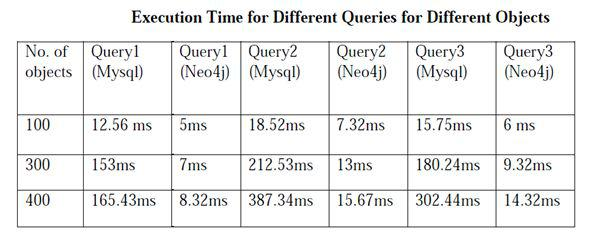 Execution Time for Different Queries for Different Objects
No. of Query1 Query1 Query2 Query2 Query3 Query3
objects (Mysql) (Neo4j) (Mysql) (Neo4j) (Mysql) (Neo4j)
100 12.56 ms 5ms 18.52ms 7.32ms 15.75ms 6 ms
300 153ms 7ms 212.53ms 13ms 180.24ms 9.32ms
400 165.43ms 8.32ms 387.34ms 15.67ms 302.44ms 14.32ms